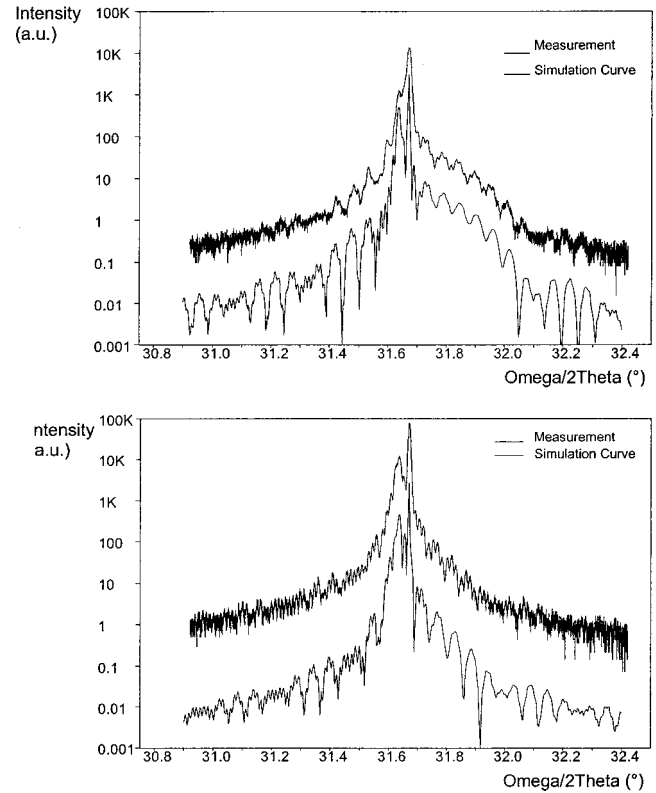 Intensity
(a.u.)
100K
10K
1K
100
10
1
0.1
0.01
0.001
Measurement
Simulation Curve
30.8 31.0 31.2 31.4 31.6 31.8 32.0 32.2 32.4
Omega/2Theta (°)
ntensity
a.u.)
100K
10K
1K
100
10
1
0.1
0.01
0.001
Measurement
Simulation Curve
30.8 31.0 31.2 31.4 31.6 31.8 32.0 32.2 32.4
Omega/2Theta (°)